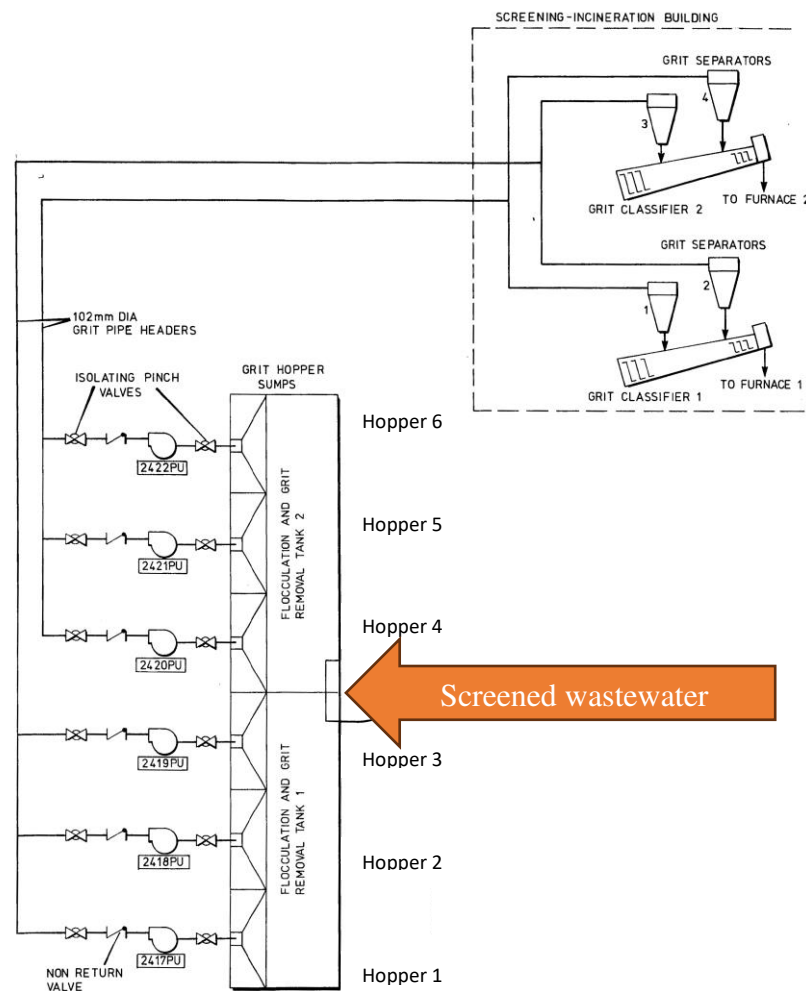 SCREENING-INCINERATION BUILDING
GRIT SEPARATORS
4
3
GRIT CLASSIFIER 2
TO FURNACE 2
GRIT SEPARATORS
2
1
GRIT CLASSIFIER 1
TO FURNACE 1
102mm DIA
GRIT PIPE HEADERS
ISOLATING PINCH
VALVES
GRIT HOPPER
SUMPS
Hopper 6
2422PU
Hopper 5
2421PU
FLOCCULATION AND GRIT
REMOVAL TANK 2
Hopper 4
2420PU
Screened wastewater
Hopper 3
2419PU
FLOCCULATION AND GRIT
REMOVAL TANK 1
Hopper 2
2418PU
2417PU
NON RETURN
VALVE
Hopper 1